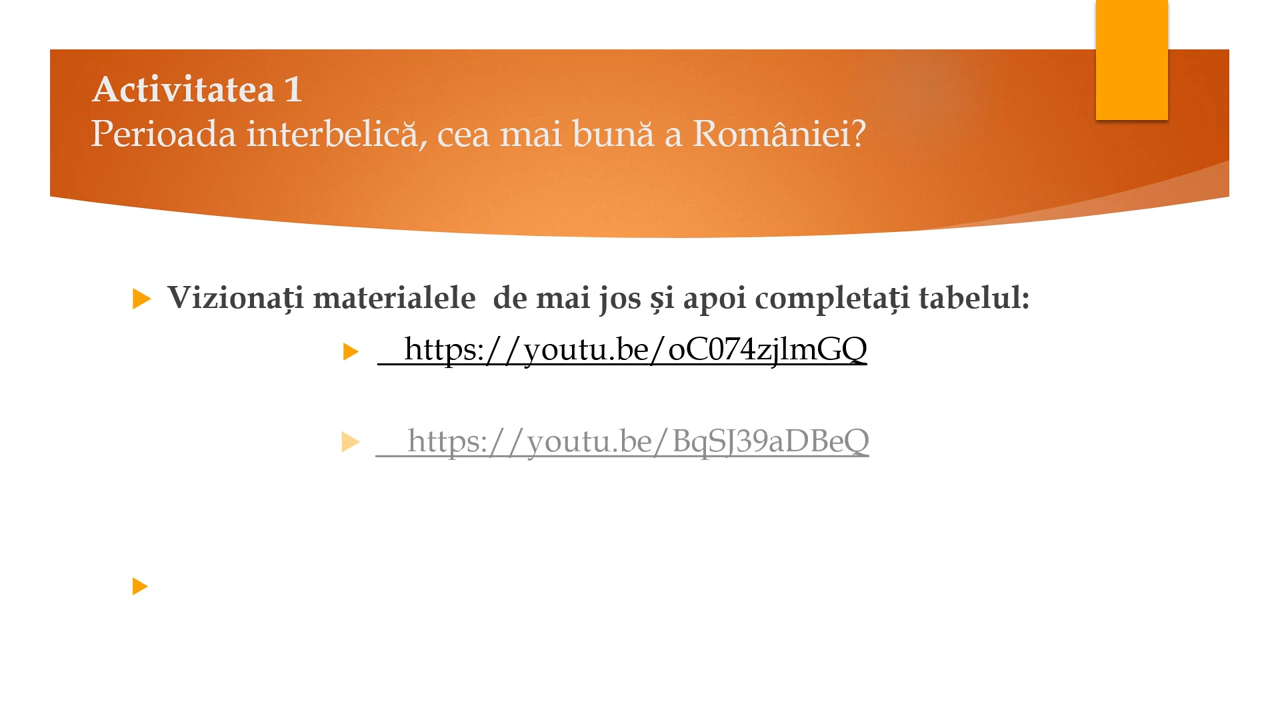 Activitatea 1
Perioada interbelică, cea mai bună a României?
Vizionați materialele de mai jos și apoi completați tabelul:
https://youtu.be/oC074zjlmGQ
https://youtu.be/BqSJ39aDBeQ